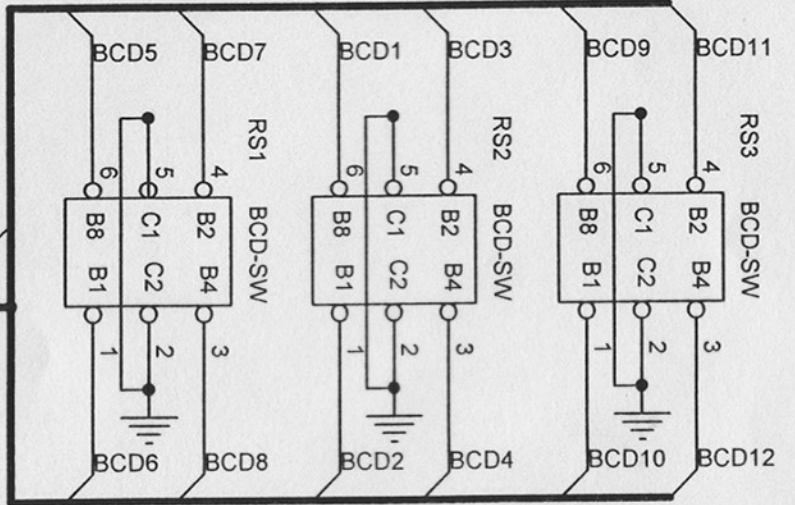 BCD5 BCD7 BCD1 BCD3 BCD9 BCD11
RS1 RS2 RS3
6 5 4 6 5 4 6 5 4
B8 C1 B2 B8 C1 B2 B8 C1 B2
BCD-SW BCD-SW BCD-SW
B1 C2 B4 B1 C2 B4 B1 C2 B4
1 2 3 1 2 3 1 2 3
BCD6 BCD8 BCD2 BCD4 BCD10 BCD12